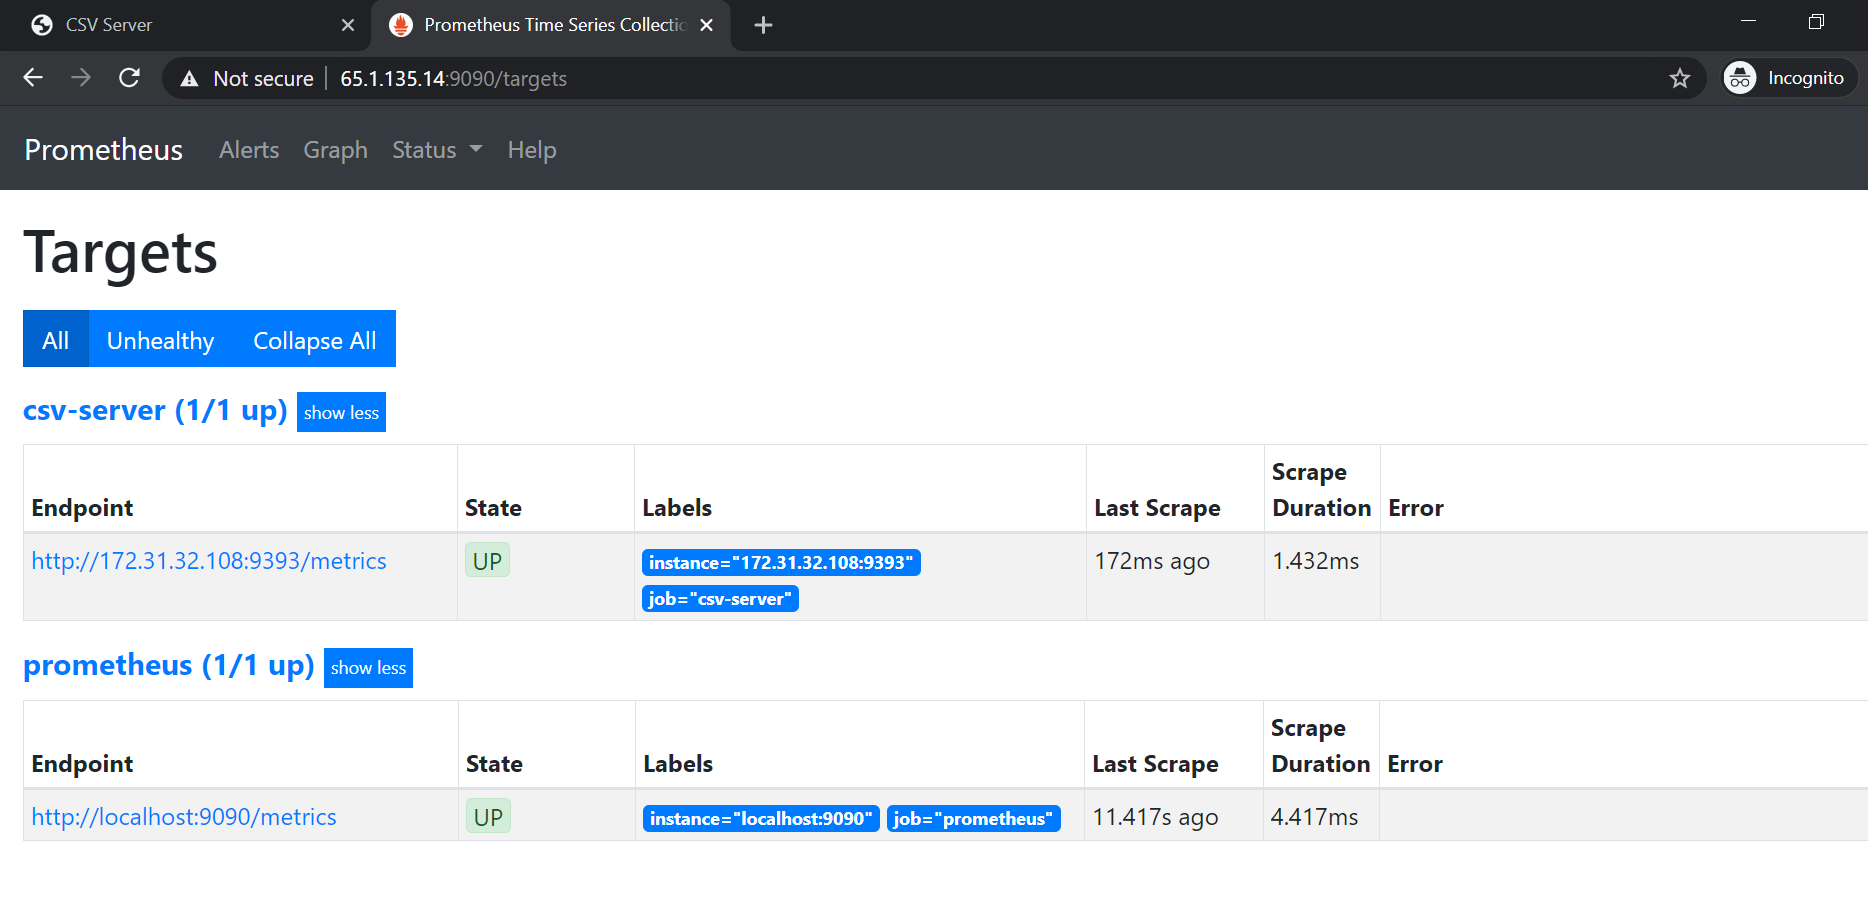 CSV Server
Prometheus Time Series Collectio
Not secure 65.1.135.14:9090/targets
Incognito
Prometheus Alerts Graph Status Help
Targets
All Unhealthy Collapse All
csv-server (1/1 up) show less
Endpoint State Labels Last Scrape Scrape Duration Error
http://172.31.32.108:9393/metrics UP instance="172.31.32.108:9393" 172ms ago 1.432ms
job="csv-server"
prometheus (1/1 up) show less
Endpoint State Labels Last Scrape Scrape Duration Error
http://localhost:9090/metrics UP instance="localhost:9090" job="prometheus" 11.417s ago 4.417ms